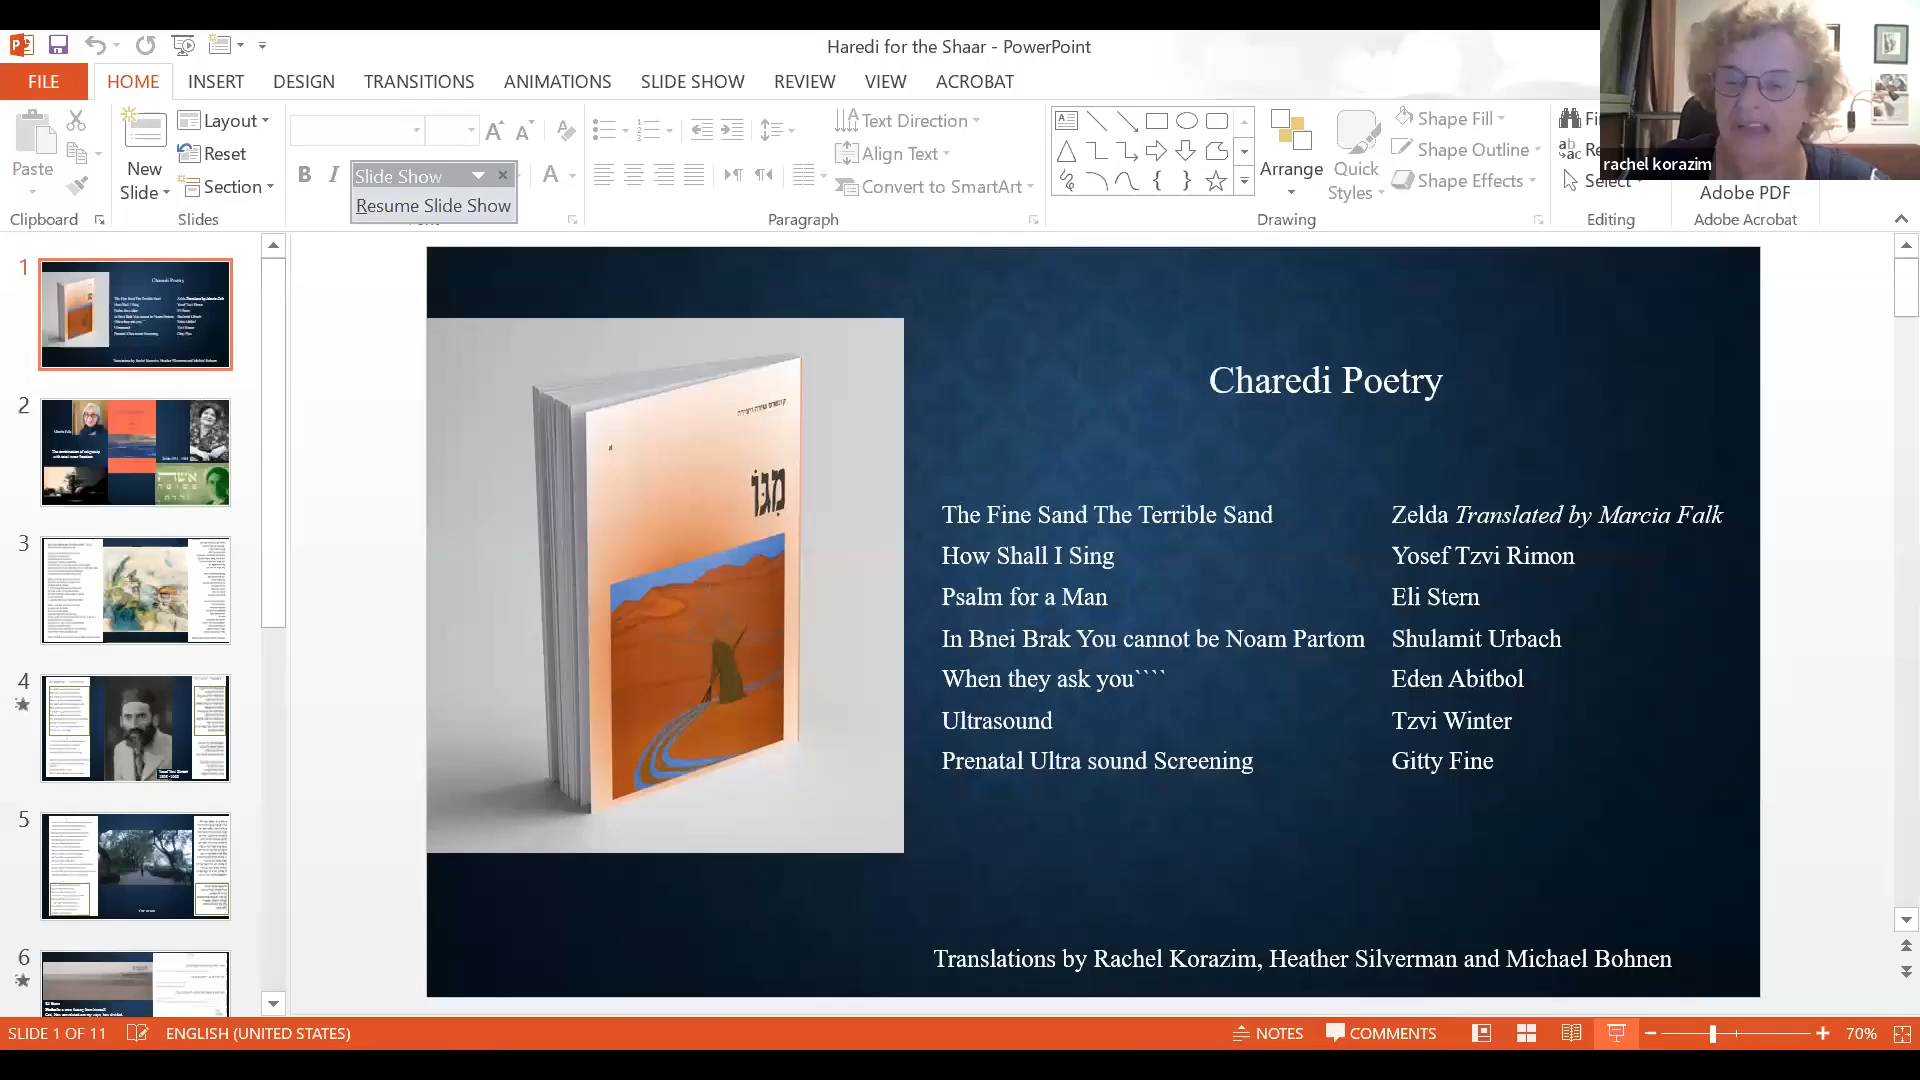 Haredi for the Shaar - PowerPoint
FILE
HOME
INSERT
DESIGN
TRANSITIONS
ANIMATIONS
SLIDE SHOW
REVIEW
VIEW
ACROBAT
Paste
Clipboard
New
Slide
Layout
Reset
Section
Slides
B
I
Slide Show
Resume Slide Show
A
Text Direction
Align Text
Convert to SmartArt
Paragraph
Arrange
Quick
Styles
Shape Fill
Shape Outline
Shape Effects
Drawing
Select
Editing
Adobe PDF
Adobe Acrobat
rachel korazim
1
2
3
4
5
6
מִגּוֹ
Charedi Poetry
The Fine Sand The Terrible Sand Zelda Translated by Marcia Falk
How Shall I Sing Yosef Tzvi Rimon
Psalm for a Man Eli Stern
In Bnei Brak You cannot be Noam Partom Shulamit Urbach
When they ask you```` Eden Abitbol
Ultrasound Tzvi Winter
Prenatal Ultra sound Screening Gitty Fine
Translations by Rachel Korazim, Heather Silverman and Michael Bohnen
SLIDE 1 OF 11
ENGLISH (UNITED STATES)
NOTES
COMMENTS
70%